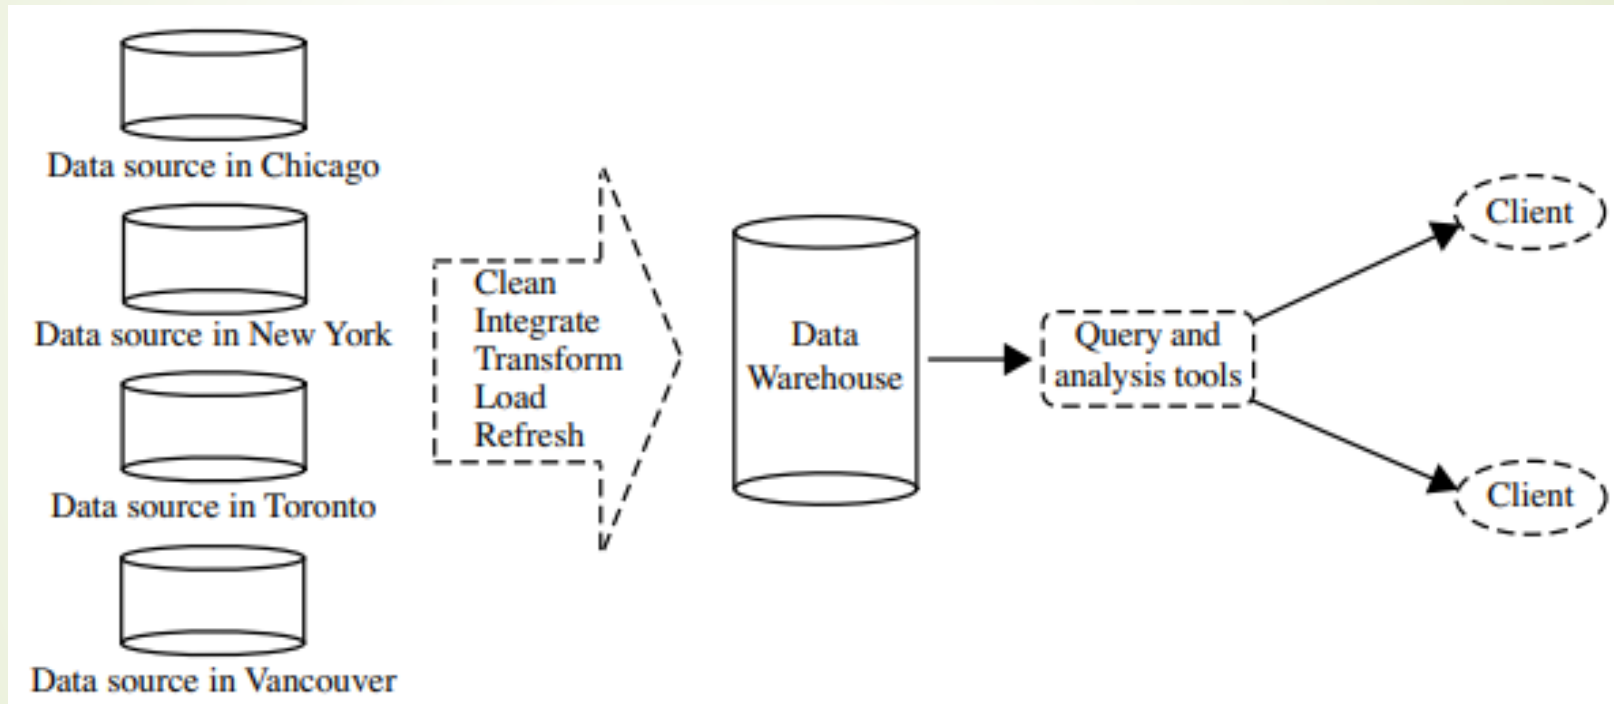 Data source in Chicago
Data source in New York
Data source in Toronto
Data source in Vancouver
Clean
Integrate
Transform
Load
Refresh
Data
Warehouse
Query and
analysis tools
Client
Client